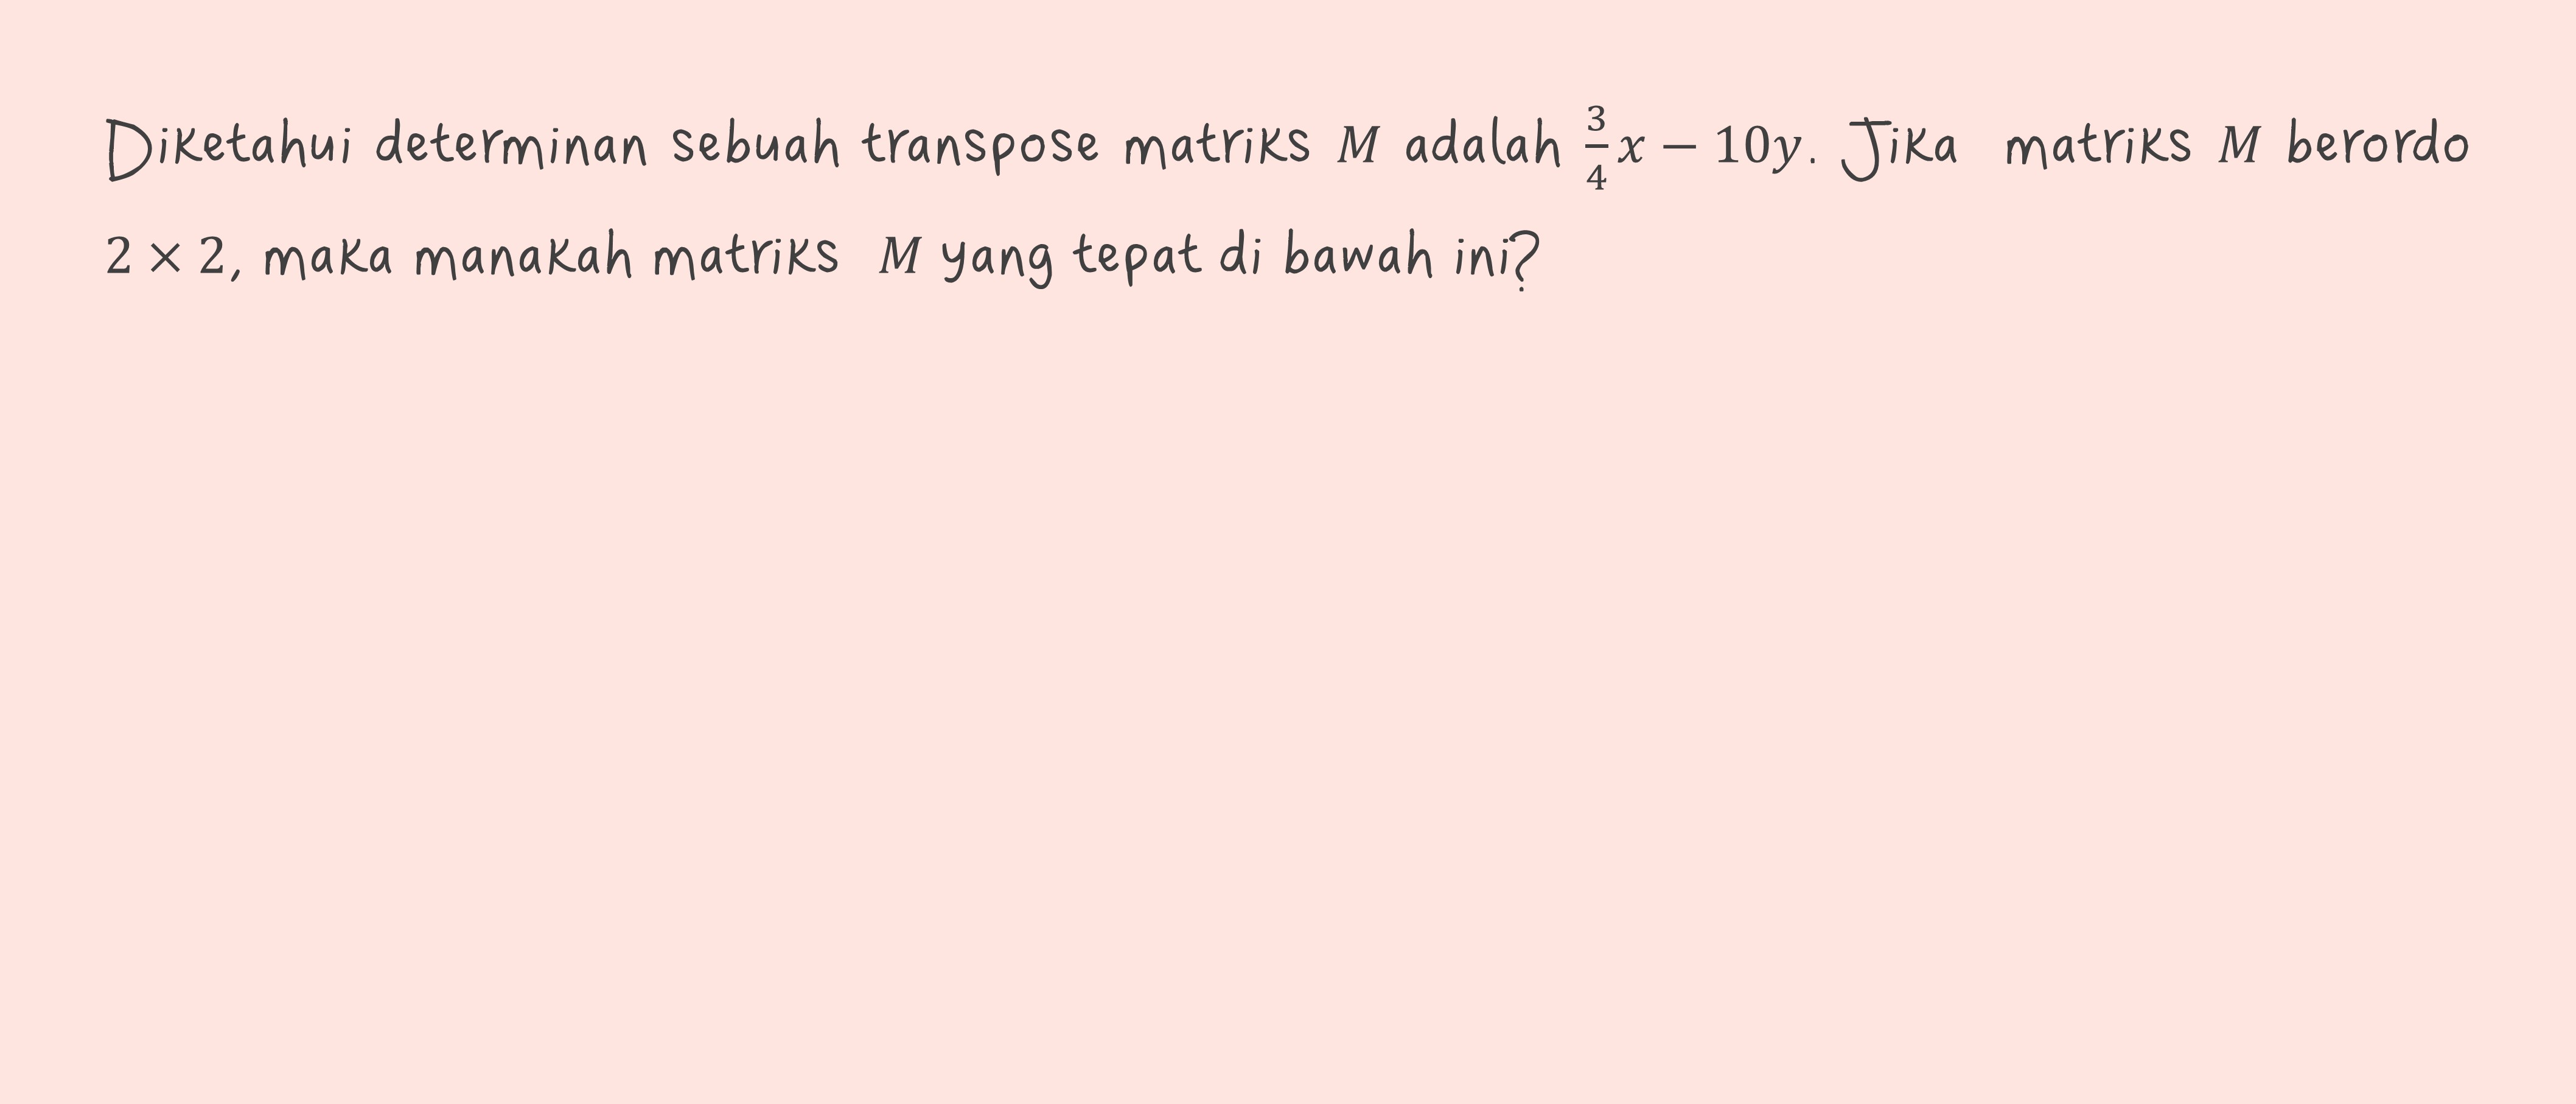 Diketahui determinan sebuah transpose matriks M adalah \frac{3}{4}x − 10y. Jika matriks M berordo
2 × 2, maka manakah matriks M yang tepat di bawah ini?